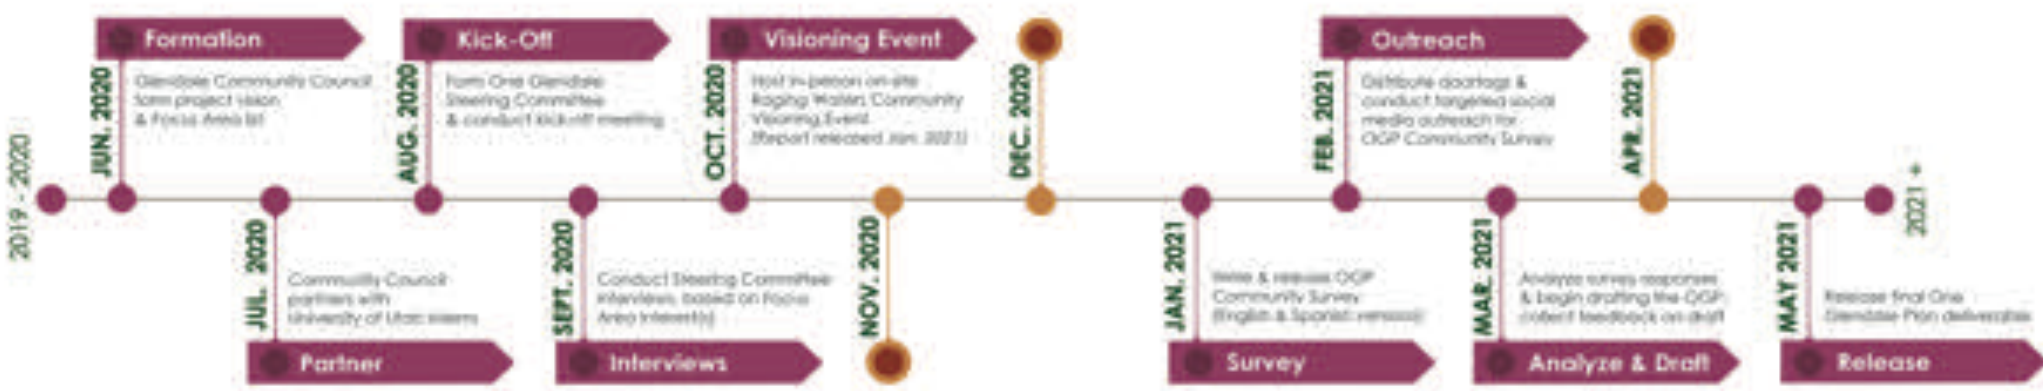 2019 - 2020
JUN. 2020
Formation
Glendale Community Council
form project vision
& Focus Area list
JUL. 2020
Community Council
partners with
University of Utah interns
Partner
AUG. 2020
Kick-Off
Form One Glendale
Steering Committee
& conduct kick-off meeting
SEPT. 2020
Conduct Steering Committee
interviews, based on Focus
Area interest(s)
Interviews
OCT. 2020
Visioning Event
Host in-person on-site
Raging Waters Community
Visioning Event
(Report released Jan. 2021)
NOV. 2020
DEC. 2020
JAN. 2021
Write & release OGP
Community Survey
(English & Spanish versions)
Survey
FEB. 2021
Outreach
Distribute doortags &
conduct targeted social
media outreach for
OGP Community Survey
MAR. 2021
Analyze survey responses
& begin drafting the OGP;
collect feedback on draft
Analyze & Draft
APR. 2021
MAY 2021
Release final One
Glendale Plan deliverables
Release
2021 +